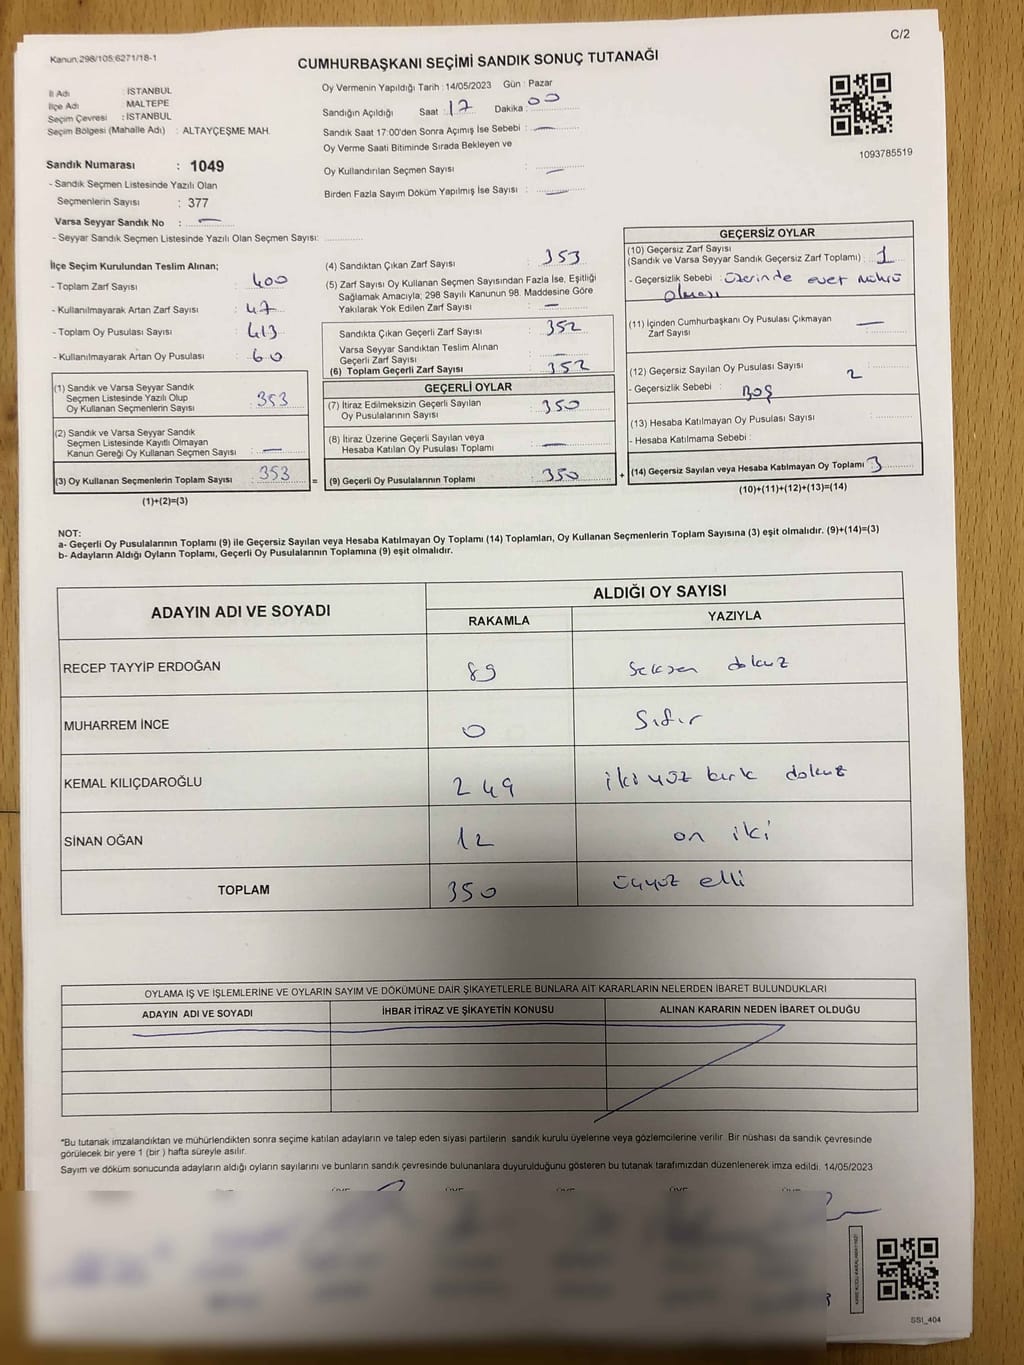 C/2
Kanun:298/105;6271/18-1
CUMHURBAŞKANI SEÇİMİ SANDIK SONUÇ TUTANAĞI
İl Adı : İSTANBUL
İlçe Adı : MALTEPE
Seçim Çevresi : İSTANBUL
Seçim Bölgesi (Mahalle Adı) : ALTAYÇEŞME MAH.
Oy Vermenin Yapıldığı Tarih : 14/05/2023 Gün : Pazar
Sandığın Açıldığı Saat : 17 Dakika : 00
Sandık Saat 17:00'den Sonra Açımış İse Sebebi : —
Oy Verme Saati Bitiminde Sırada Bekleyen ve
Oy Kullandırılan Seçmen Sayısı : —
Birden Fazla Sayım Döküm Yapılmış İse Sayısı : —
1093785519
Sandık Numarası : 1049
- Sandık Seçmen Listesinde Yazılı Olan
Seçmenlerin Sayısı : 377
Varsa Seyyar Sandık No : —
- Seyyar Sandık Seçmen Listesinde Yazılı Olan Seçmen Sayısı:
İlçe Seçim Kurulundan Teslim Alınan;
- Toplam Zarf Sayısı : 400
- Kullanılmayarak Artan Zarf Sayısı : 47
- Toplam Oy Pusulası Sayısı : 413
- Kullanılmayarak Artan Oy Pusulası : 60
(1) Sandık ve Varsa Seyyar Sandık
Seçmen Listesinde Yazılı Olup
Oy Kullanan Seçmenlerin Sayısı : 353
(2) Sandık ve Varsa Seyyar Sandık
Seçmen Listesinde Kayıtlı Olmayan
Kanun Gereği Oy Kullanan Seçmen Sayısı : —
(3) Oy Kullanan Seçmenlerin Toplam Sayısı : 353
(1)+(2)=(3)
(4) Sandıktan Çıkan Zarf Sayısı : 353
(5) Zarf Sayısı Oy Kullanan Seçmen Sayısından Fazla İse, Eşitliği
Sağlamak Amacıyla; 298 Sayılı Kanunun 98. Maddesine Göre
Yakılarak Yok Edilen Zarf Sayısı : —
Sandıkta Çıkan Geçerli Zarf Sayısı : 352
Varsa Seyyar Sandıktan Teslim Alınan
Geçerli Zarf Sayısı : —
(6) Toplam Geçerli Zarf Sayısı : 352
GEÇERLİ OYLAR
(7) İtiraz Edilmeksizin Geçerli Sayılan
Oy Pusulalarının Sayısı : 350
(8) İtiraz Üzerine Geçerli Sayılan veya
Hesaba Katılan Oy Pusulası Toplamı : —
= (9) Geçerli Oy Pusulalarının Toplamı : 350 +
GEÇERSİZ OYLAR
(10) Geçersiz Zarf Sayısı
(Sandık ve Varsa Seyyar Sandık Geçersiz Zarf Toplamı) : 1
- Geçersizlik Sebebi : üzerinde evet mührü
olması
(11) İçinden Cumhurbaşkanı Oy Pusulası Çıkmayan
Zarf Sayısı : —
(12) Geçersiz Sayılan Oy Pusulası Sayısı : 2
- Geçersizlik Sebebi : Boş
(13) Hesaba Katılmayan Oy Pusulası Sayısı :
- Hesaba Katılmama Sebebi :
(14) Geçersiz Sayılan veya Hesaba Katılmayan Oy Toplamı : 3
(10)+(11)+(12)+(13)=(14)
NOT:
a- Geçerli Oy Pusulalarının Toplamı (9) ile Geçersiz Sayılan veya Hesaba Katılmayan Oy Toplamı (14) Toplamları, Oy Kullanan Seçmenlerin Toplam Sayısına (3) eşit olmalıdır. (9)+(14)=(3)
b- Adayların Aldığı Oyların Toplamı, Geçerli Oy Pusulalarının Toplamına (9) eşit olmalıdır.
ADAYIN ADI VE SOYADI
ALDIĞI OY SAYISI
RAKAMLA YAZIYLA
RECEP TAYYİP ERDOĞAN 89 Seksen dokuz
MUHARREM İNCE 0 Sıfır
KEMAL KILIÇDAROĞLU 249 iki yüz kırk dokuz
SİNAN OĞAN 12 on iki
TOPLAM 350 üçyüz elli
OYLAMA İŞ VE İŞLEMLERİNE VE OYLARIN SAYIM VE DÖKÜMÜNE DAİR ŞİKAYETLERLE BUNLARA AİT KARARLARIN NELERDEN İBARET BULUNDUKLARI
ADAYIN ADI VE SOYADI İHBAR İTİRAZ VE ŞİKAYETİN KONUSU ALINAN KARARIN NEDEN İBARET OLDUĞU
*Bu tutanak imzalandıktan ve mühürlendikten sonra seçime katılan adayların ve talep eden siyasi partilerin sandık kurulu üyelerine veya gözlemcilerine verilir. Bir nüshası da sandık çevresinde
görülecek bir yere 1 (bir) hafta süreyle asılır.
Sayım ve döküm sonucunda adayların aldığı oyların sayılarını ve bunların sandık çevresinde bulunanlara duyurulduğunu gösteren bu tutanak tarafımızdan düzenlenerek imza edildi. 14/05/2023
SSI_404